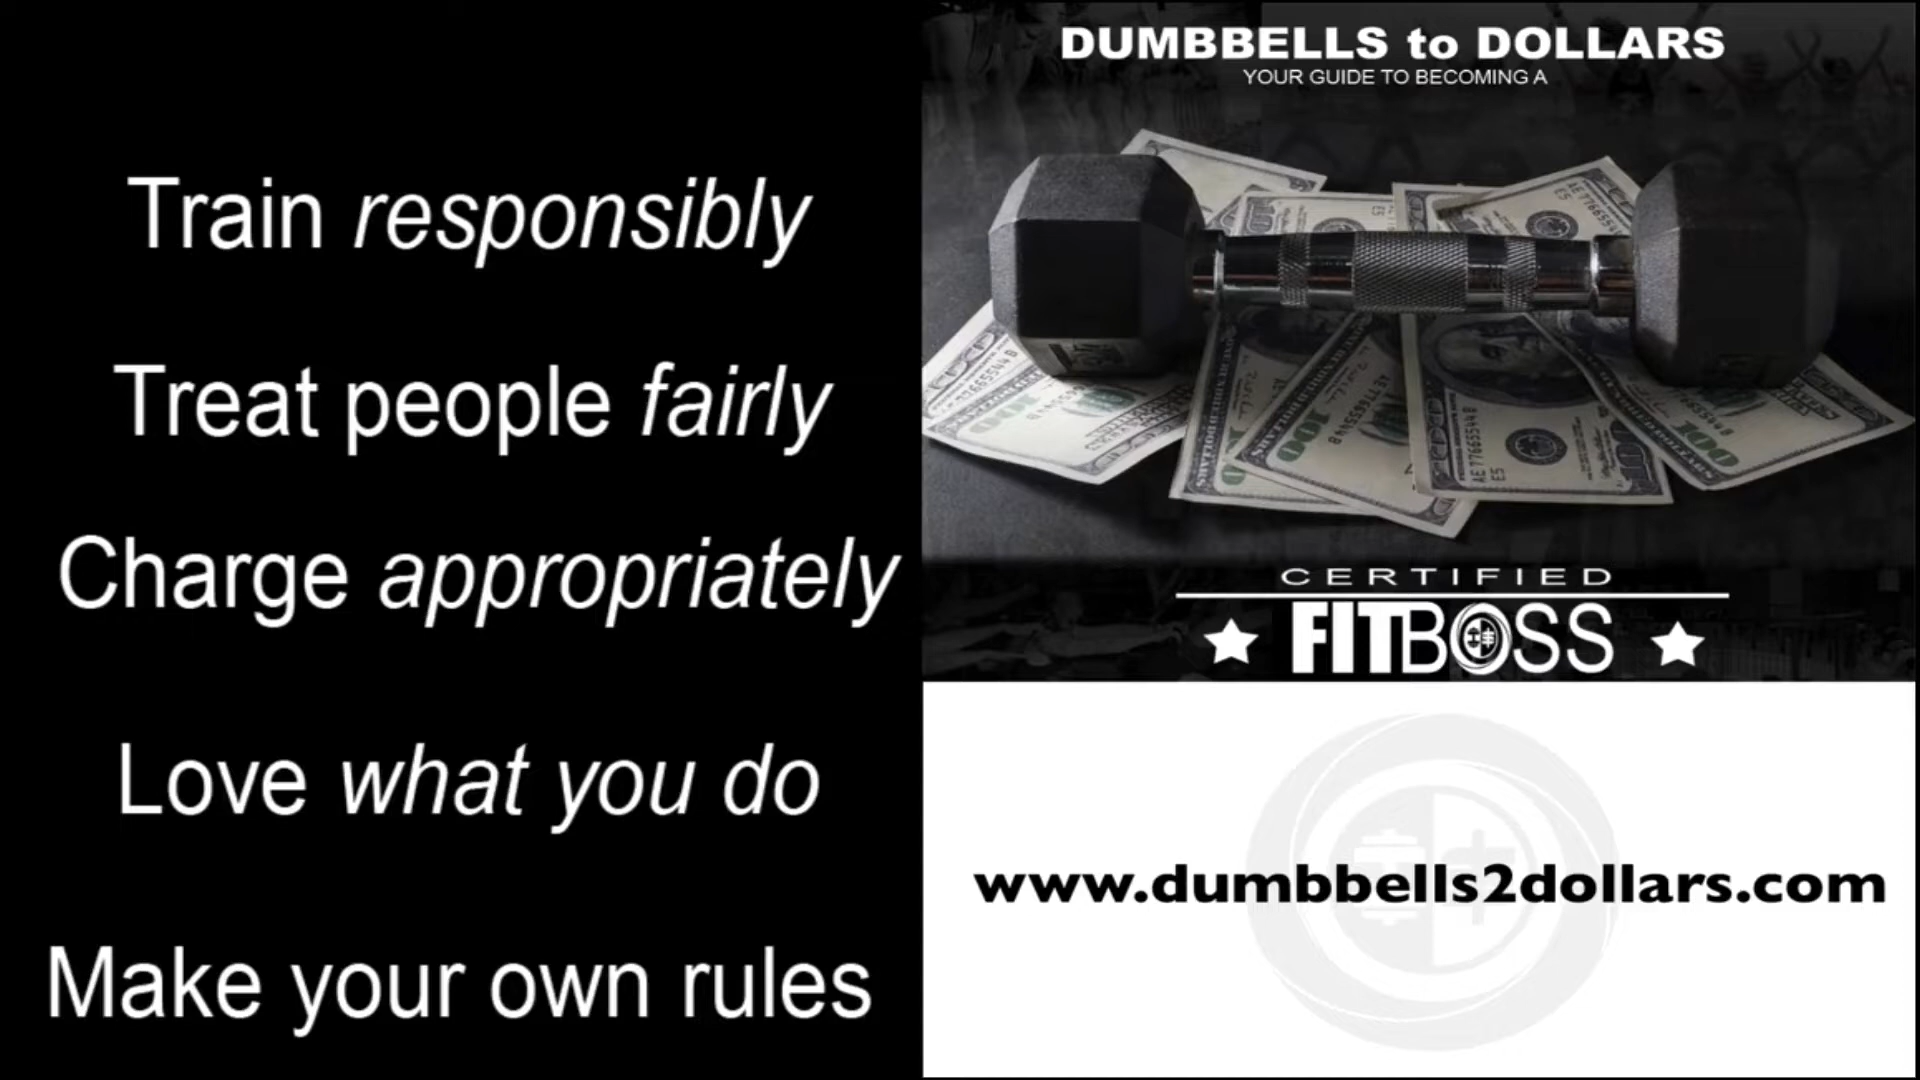 Train responsibly
Treat people fairly
Charge appropriately
Love what you do
Make your own rules
DUMBBELLS to DOLLARS
YOUR GUIDE TO BECOMING A
CERTIFIED
FITBOSS
www.dumbbells2dollars.com